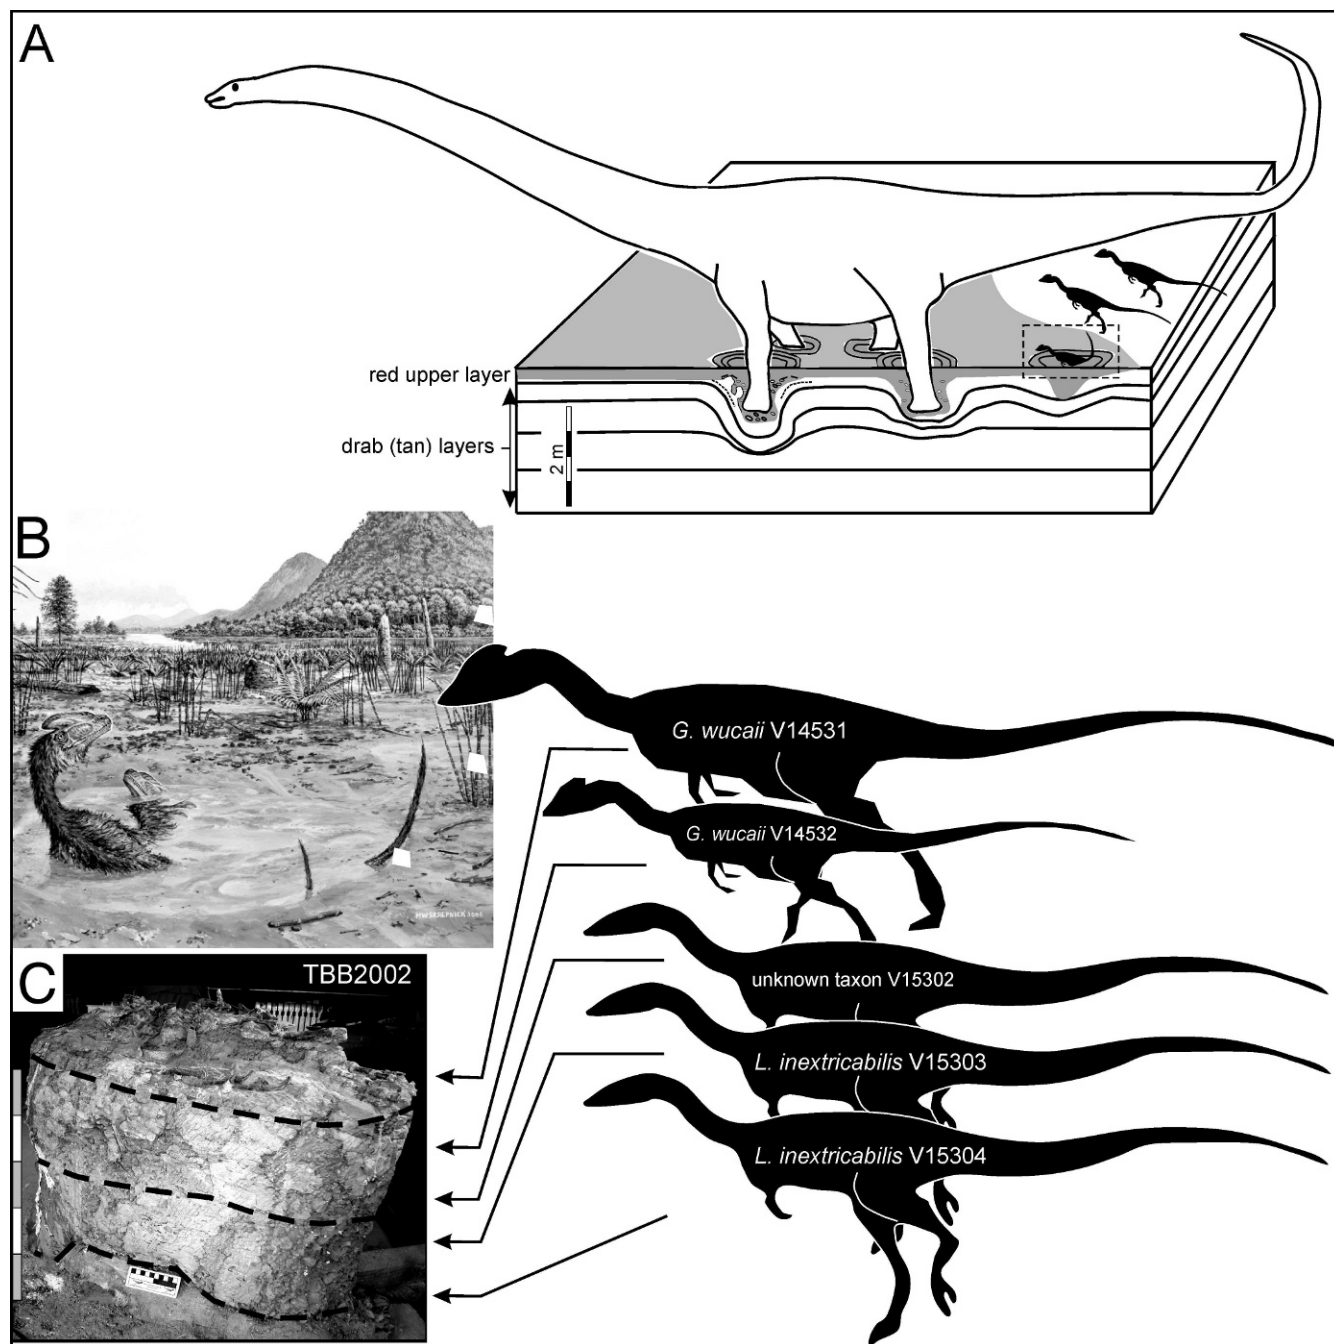 A
red upper layer
drab (tan) layers
2 m
B
MW SKREPNICK
G. wucaii V14531
G. wucaii V14532
unknown taxon V15302
L. inextricabilis V15303
L. inextricabilis V15304
C
TBB2002